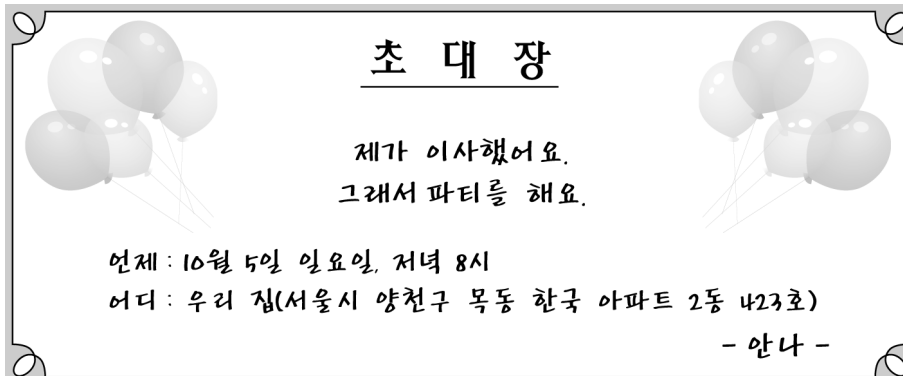 초 대 장
제가 이사했어요.
그래서 파티를 해요.
언제 : 10월 5일 일요일, 저녁 8시
어디 : 우리 집(서울시 양천구 목동 한국 아파트 2동 423호)
- 안나 -